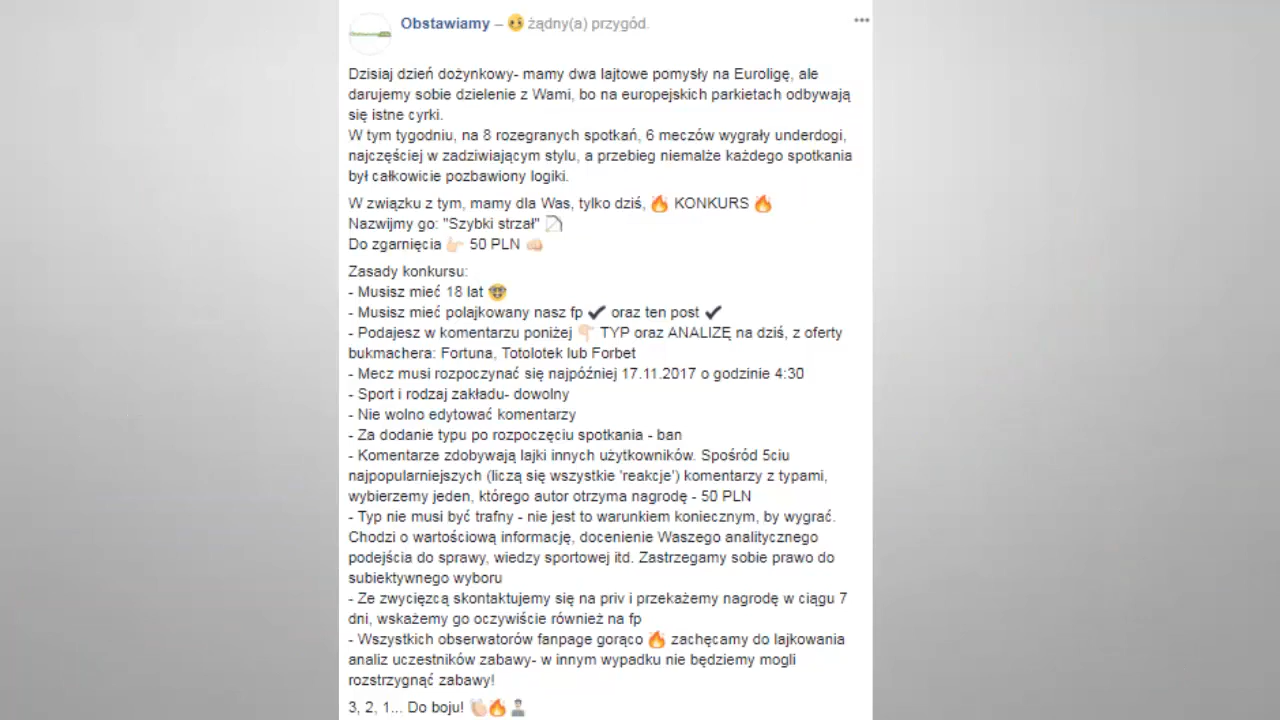 Obstawiamy – 😊 żądny(a) przygód.
Dzisiaj dzień dożynkowy- mamy dwa lajtowe pomysły na Euroligę, ale
darujemy sobie dzielenie z Wami, bo na europejskich parkietach odbywają
się istne cyrki.
W tym tygodniu, na 8 rozegranych spotkań, 6 meczów wygrały underdogi,
najczęściej w zadziwiającym stylu, a przebieg niemalże każdego spotkania
był całkowicie pozbawiony logiki.
W związku z tym, mamy dla Was, tylko dziś, 🔥 KONKURS 🔥
Nazwijmy go: "Szybki strzał" 🏹
Do zgarnięcia 👉🏻 50 PLN 👊🏻
Zasady konkursu:
- Musisz mieć 18 lat 🤓
- Musisz mieć polajkowany nasz fp ✔ oraz ten post ✔
- Podajesz w komentarzu poniżej 👇🏻 TYP oraz ANALIZĘ na dziś, z oferty
bukmachera: Fortuna, Totolotek lub Forbet
- Mecz musi rozpoczynać się najpóźniej 17.11.2017 o godzinie 4:30
- Sport i rodzaj zakładu- dowolny
- Nie wolno edytować komentarzy
- Za dodanie typu po rozpoczęciu spotkania - ban
- Komentarze zdobywają lajki innych użytkowników. Spośród 5ciu
najpopularniejszych (liczą się wszystkie 'reakcje') komentarzy z typami,
wybierzemy jeden, którego autor otrzyma nagrodę - 50 PLN
- Typ nie musi być trafny - nie jest to warunkiem koniecznym, by wygrać.
Chodzi o wartościową informację, docenienie Waszego analitycznego
podejścia do sprawy, wiedzy sportowej itd. Zastrzegamy sobie prawo do
subiektywnego wyboru
- Ze zwycięzcą skontaktujemy się na priv i przekażemy nagrodę w ciągu 7
dni, wskażemy go oczywiście również na fp
- Wszystkich obserwatorów fanpage gorąco 🔥 zachęcamy do lajkowania
analiz uczestników zabawy- w innym wypadku nie będziemy mogli
rozstrzygnąć zabawy!
3, 2, 1... Do boju! 👏🏻🔥